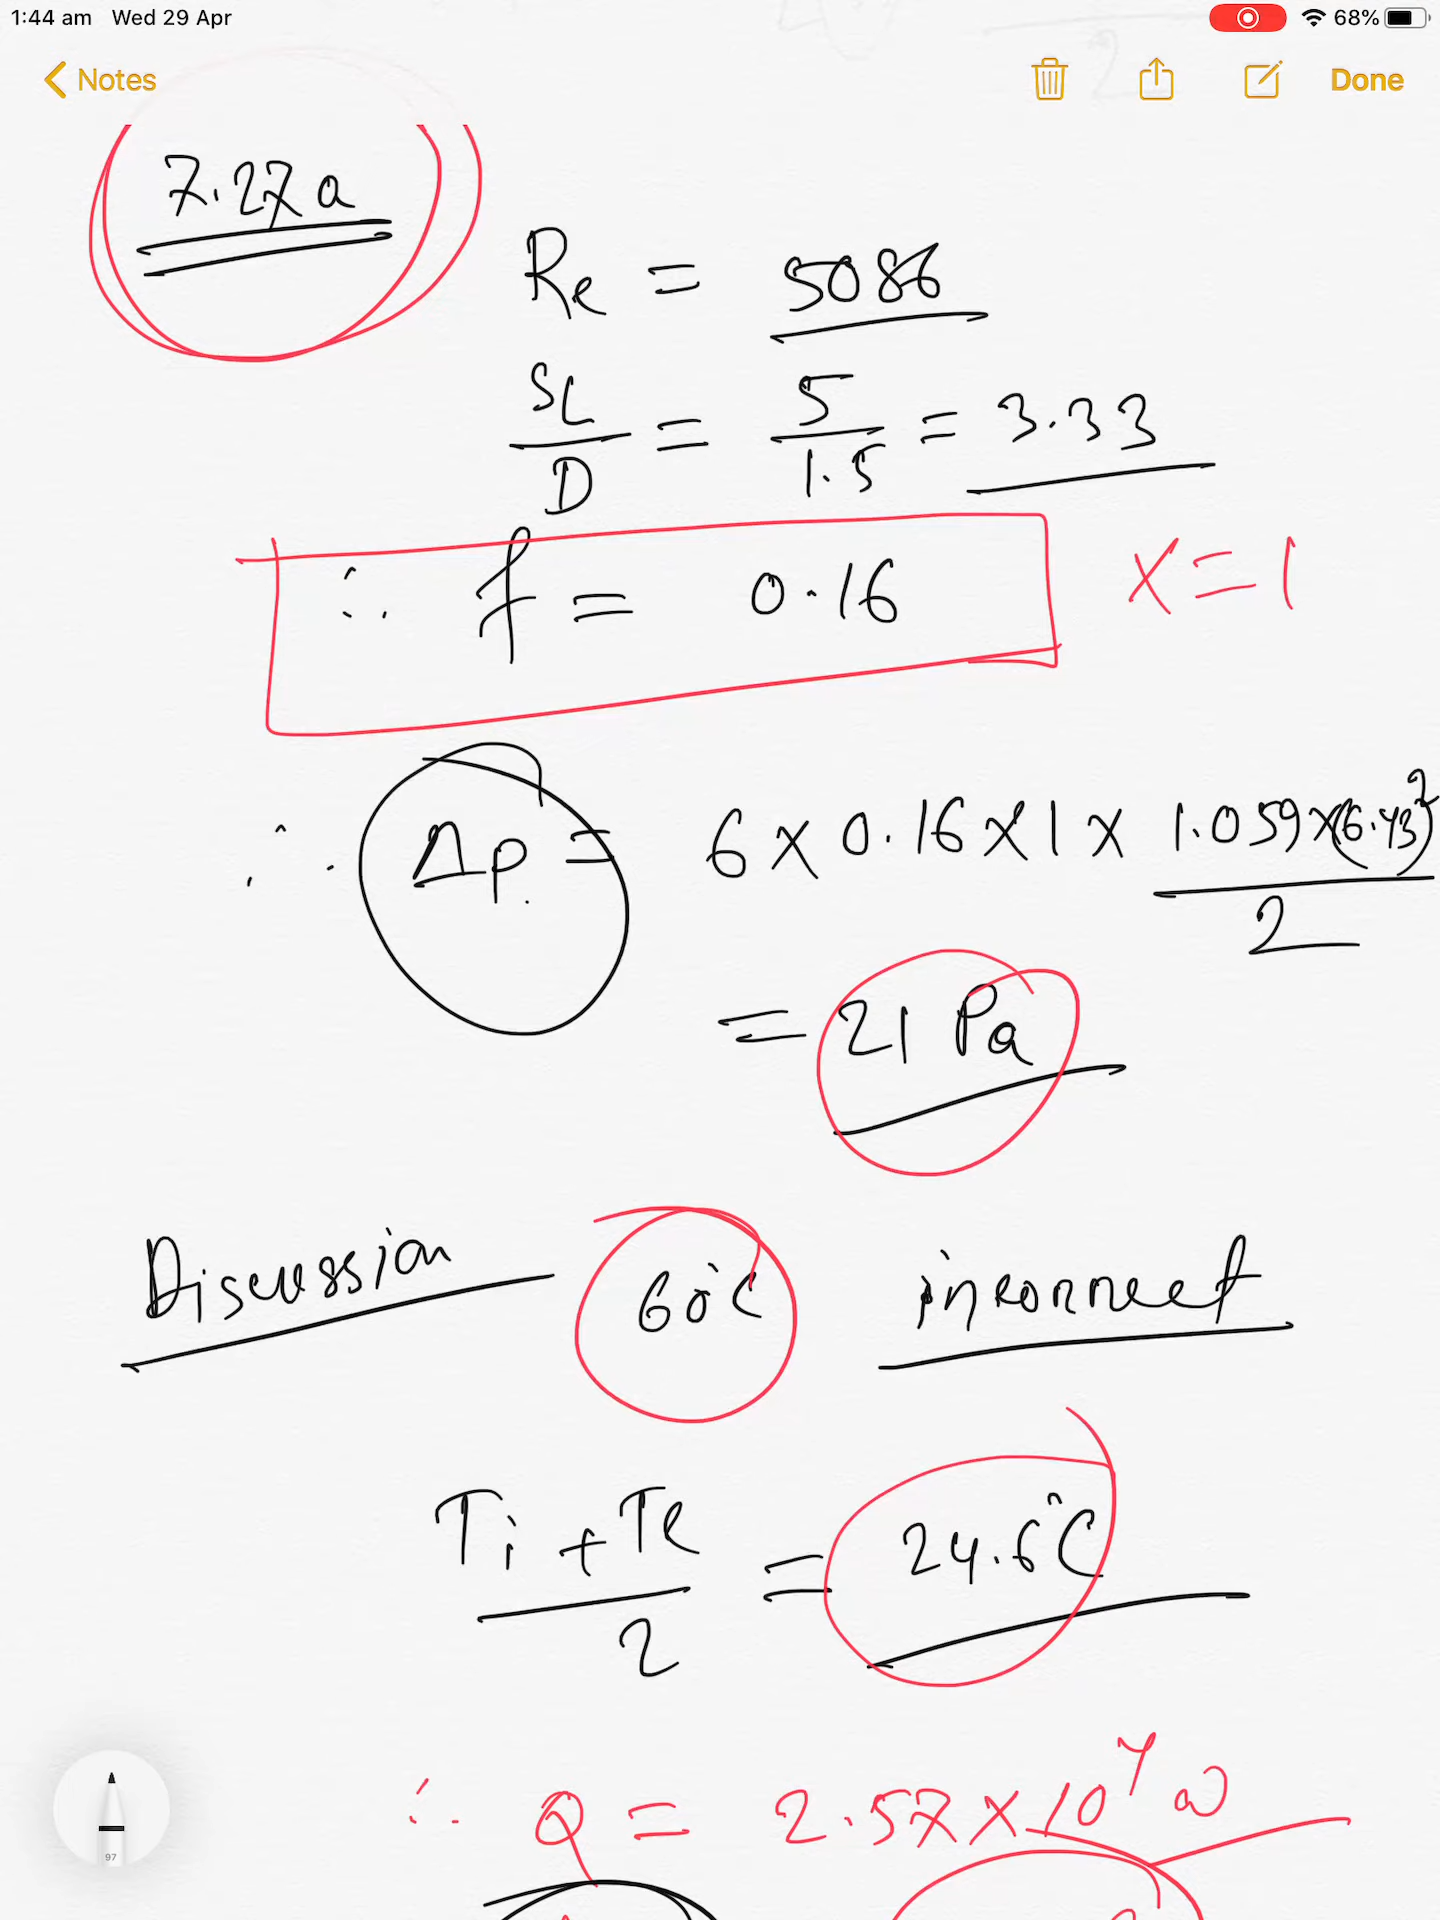 1:44 am Wed 29 Apr 68%
Notes Done
7.27a
Re = 5086
SL/D = 5/1.5 = 3.33
∴ f = 0.16 x = 1
∴ Δp = 6 × 0.16 × 1 × 1.059×(6.43)²/2
= 21 Pa
Discussion 60°C incorrect
Ti + Te/2 = 24.6°C
∴ Q = 2.57 × 10⁴ W
97